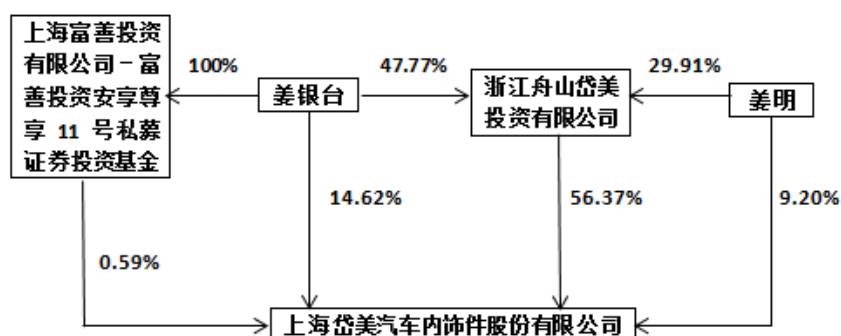 上海富善投资
有限公司－富
善投资安享尊
享 11 号私募
证券投资基金
100%
姜银台
47.77%
浙江舟山岱美
投资有限公司
29.91%
姜明
14.62%
56.37%
9.20%
0.59%
上海岱美汽车内饰件股份有限公司